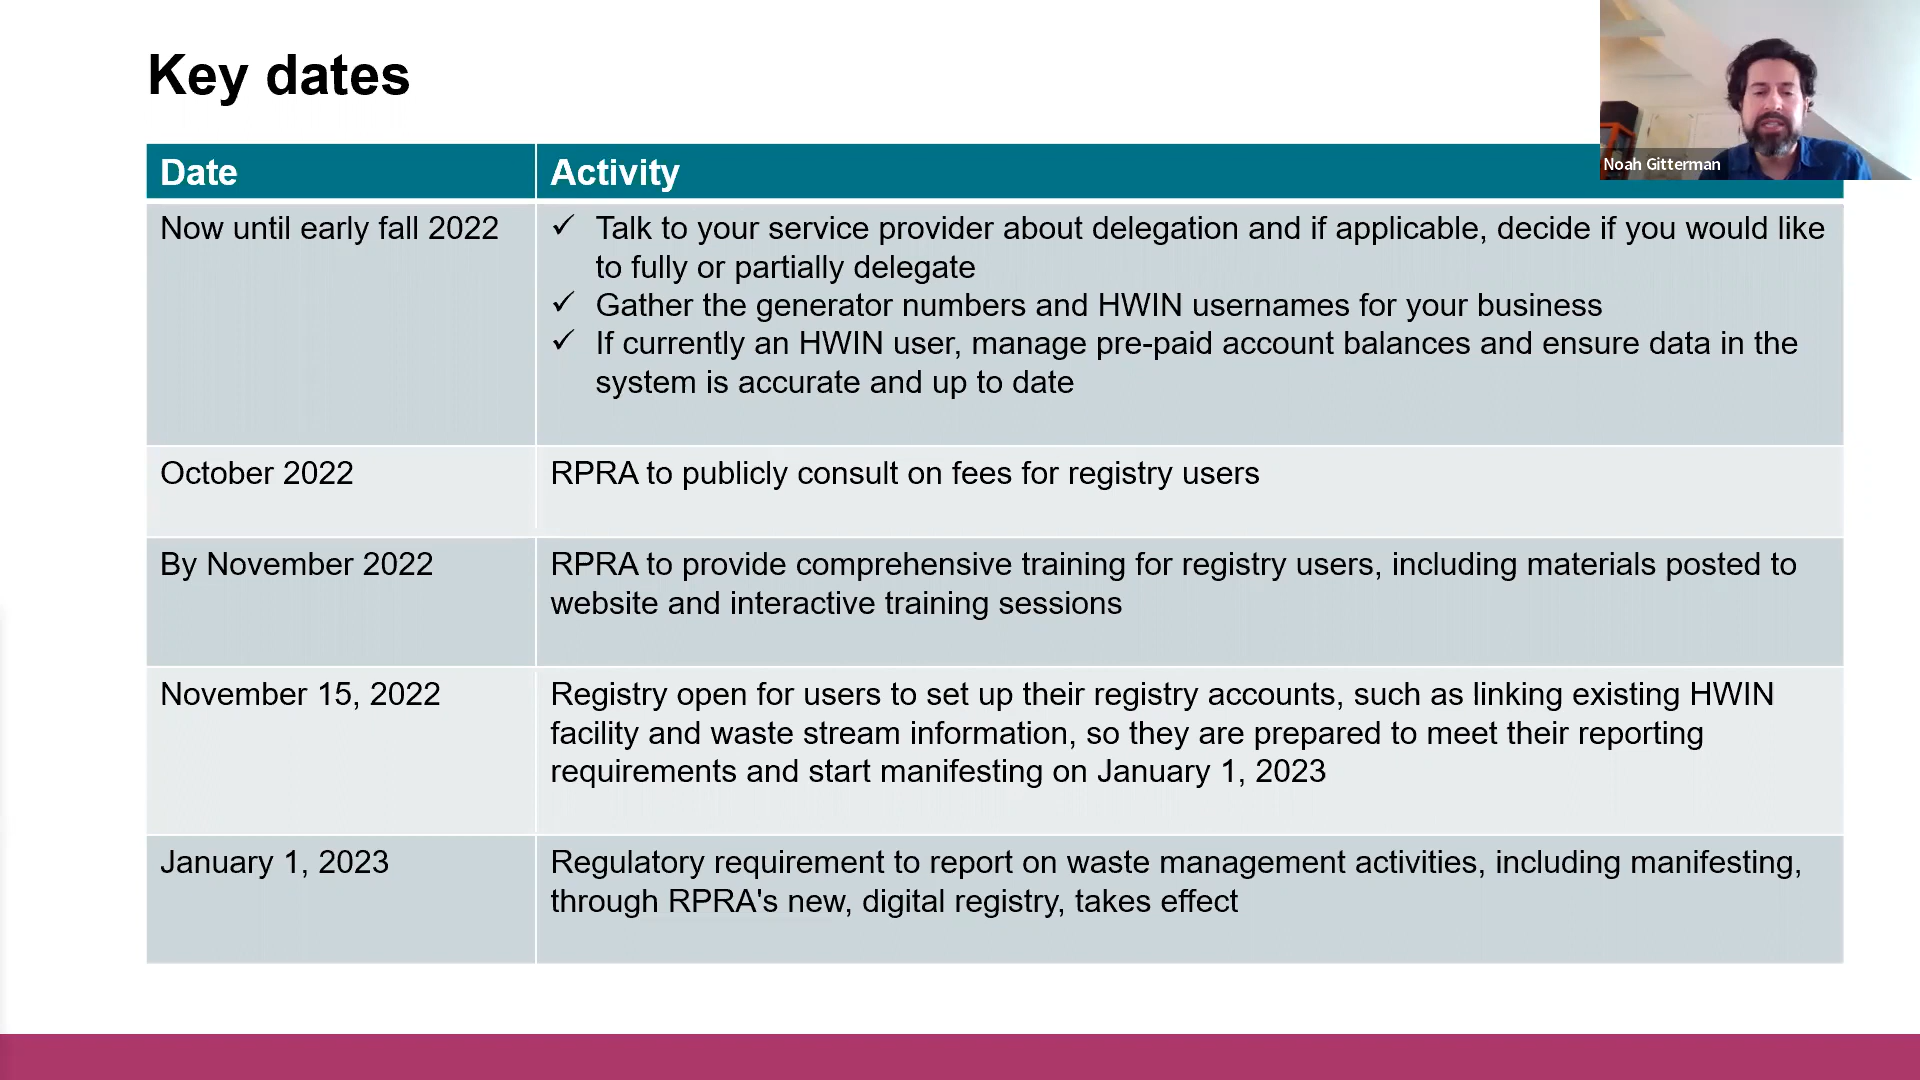 Key dates
Noah Gitterman
Date
Activity
Now until early fall 2022
✓ Talk to your service provider about delegation and if applicable, decide if you would like
to fully or partially delegate
✓ Gather the generator numbers and HWIN usernames for your business
✓ If currently an HWIN user, manage pre-paid account balances and ensure data in the
system is accurate and up to date
October 2022
RPRA to publicly consult on fees for registry users
By November 2022
RPRA to provide comprehensive training for registry users, including materials posted to
website and interactive training sessions
November 15, 2022
Registry open for users to set up their registry accounts, such as linking existing HWIN
facility and waste stream information, so they are prepared to meet their reporting
requirements and start manifesting on January 1, 2023
January 1, 2023
Regulatory requirement to report on waste management activities, including manifesting,
through RPRA's new, digital registry, takes effect